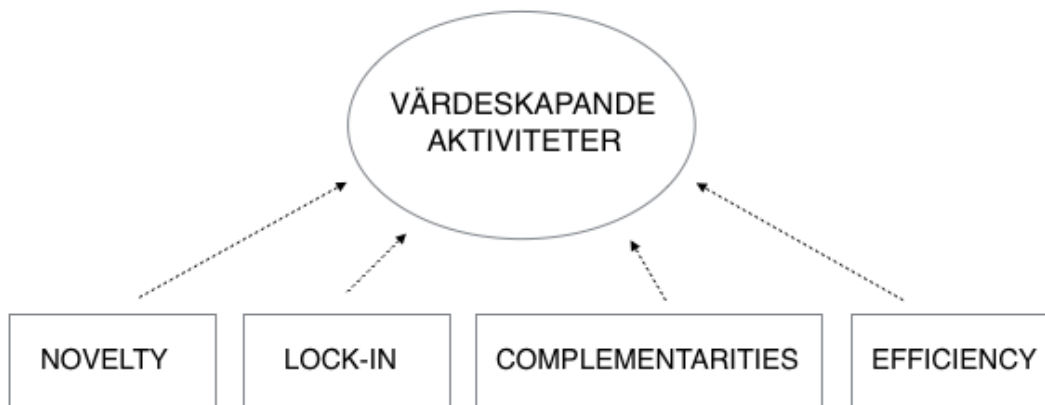 VÄRDESKAPANDE
AKTIVITETER
NOVELTY
LOCK-IN
COMPLEMENTARITIES
EFFICIENCY